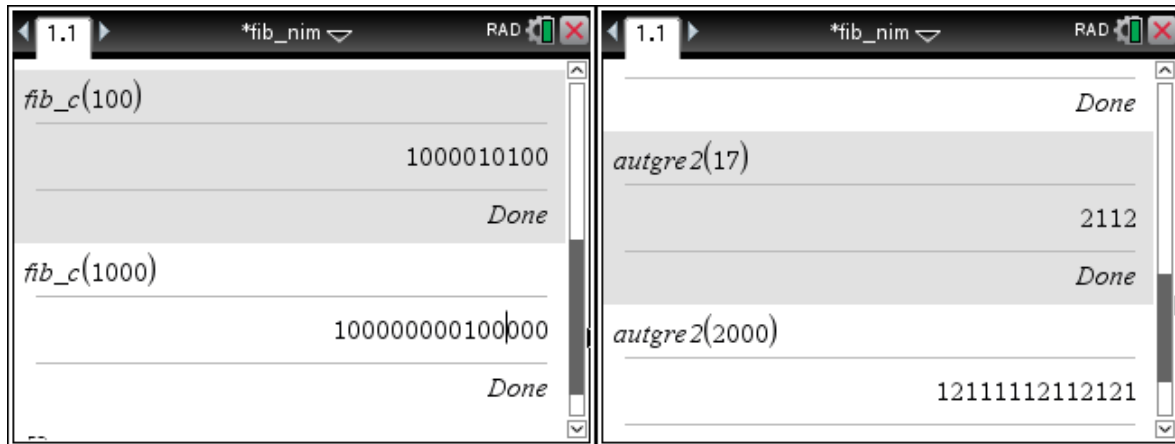 1.1 *fib_nim RAD
fib_c(100)
1000010100
Done
fib_c(1000)
100000000100000
Done
1.1 *fib_nim RAD
Done
autgre2(17)
2112
Done
autgre2(2000)
12111112112121